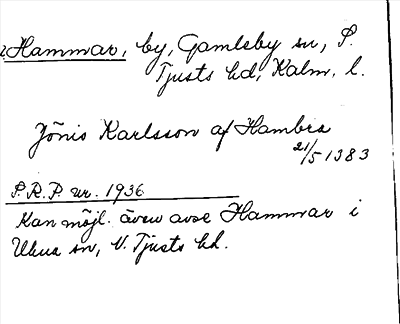 Hammar, by, Gamleby sn, S.
Tjusts hd, Kalm. l.
Jönis Karlsson af Hambra
21/5 1383
S.R.P. nr. 1936
Kan möjl. även avse Hammar i
Ukna sn, N. Tjusts hd.